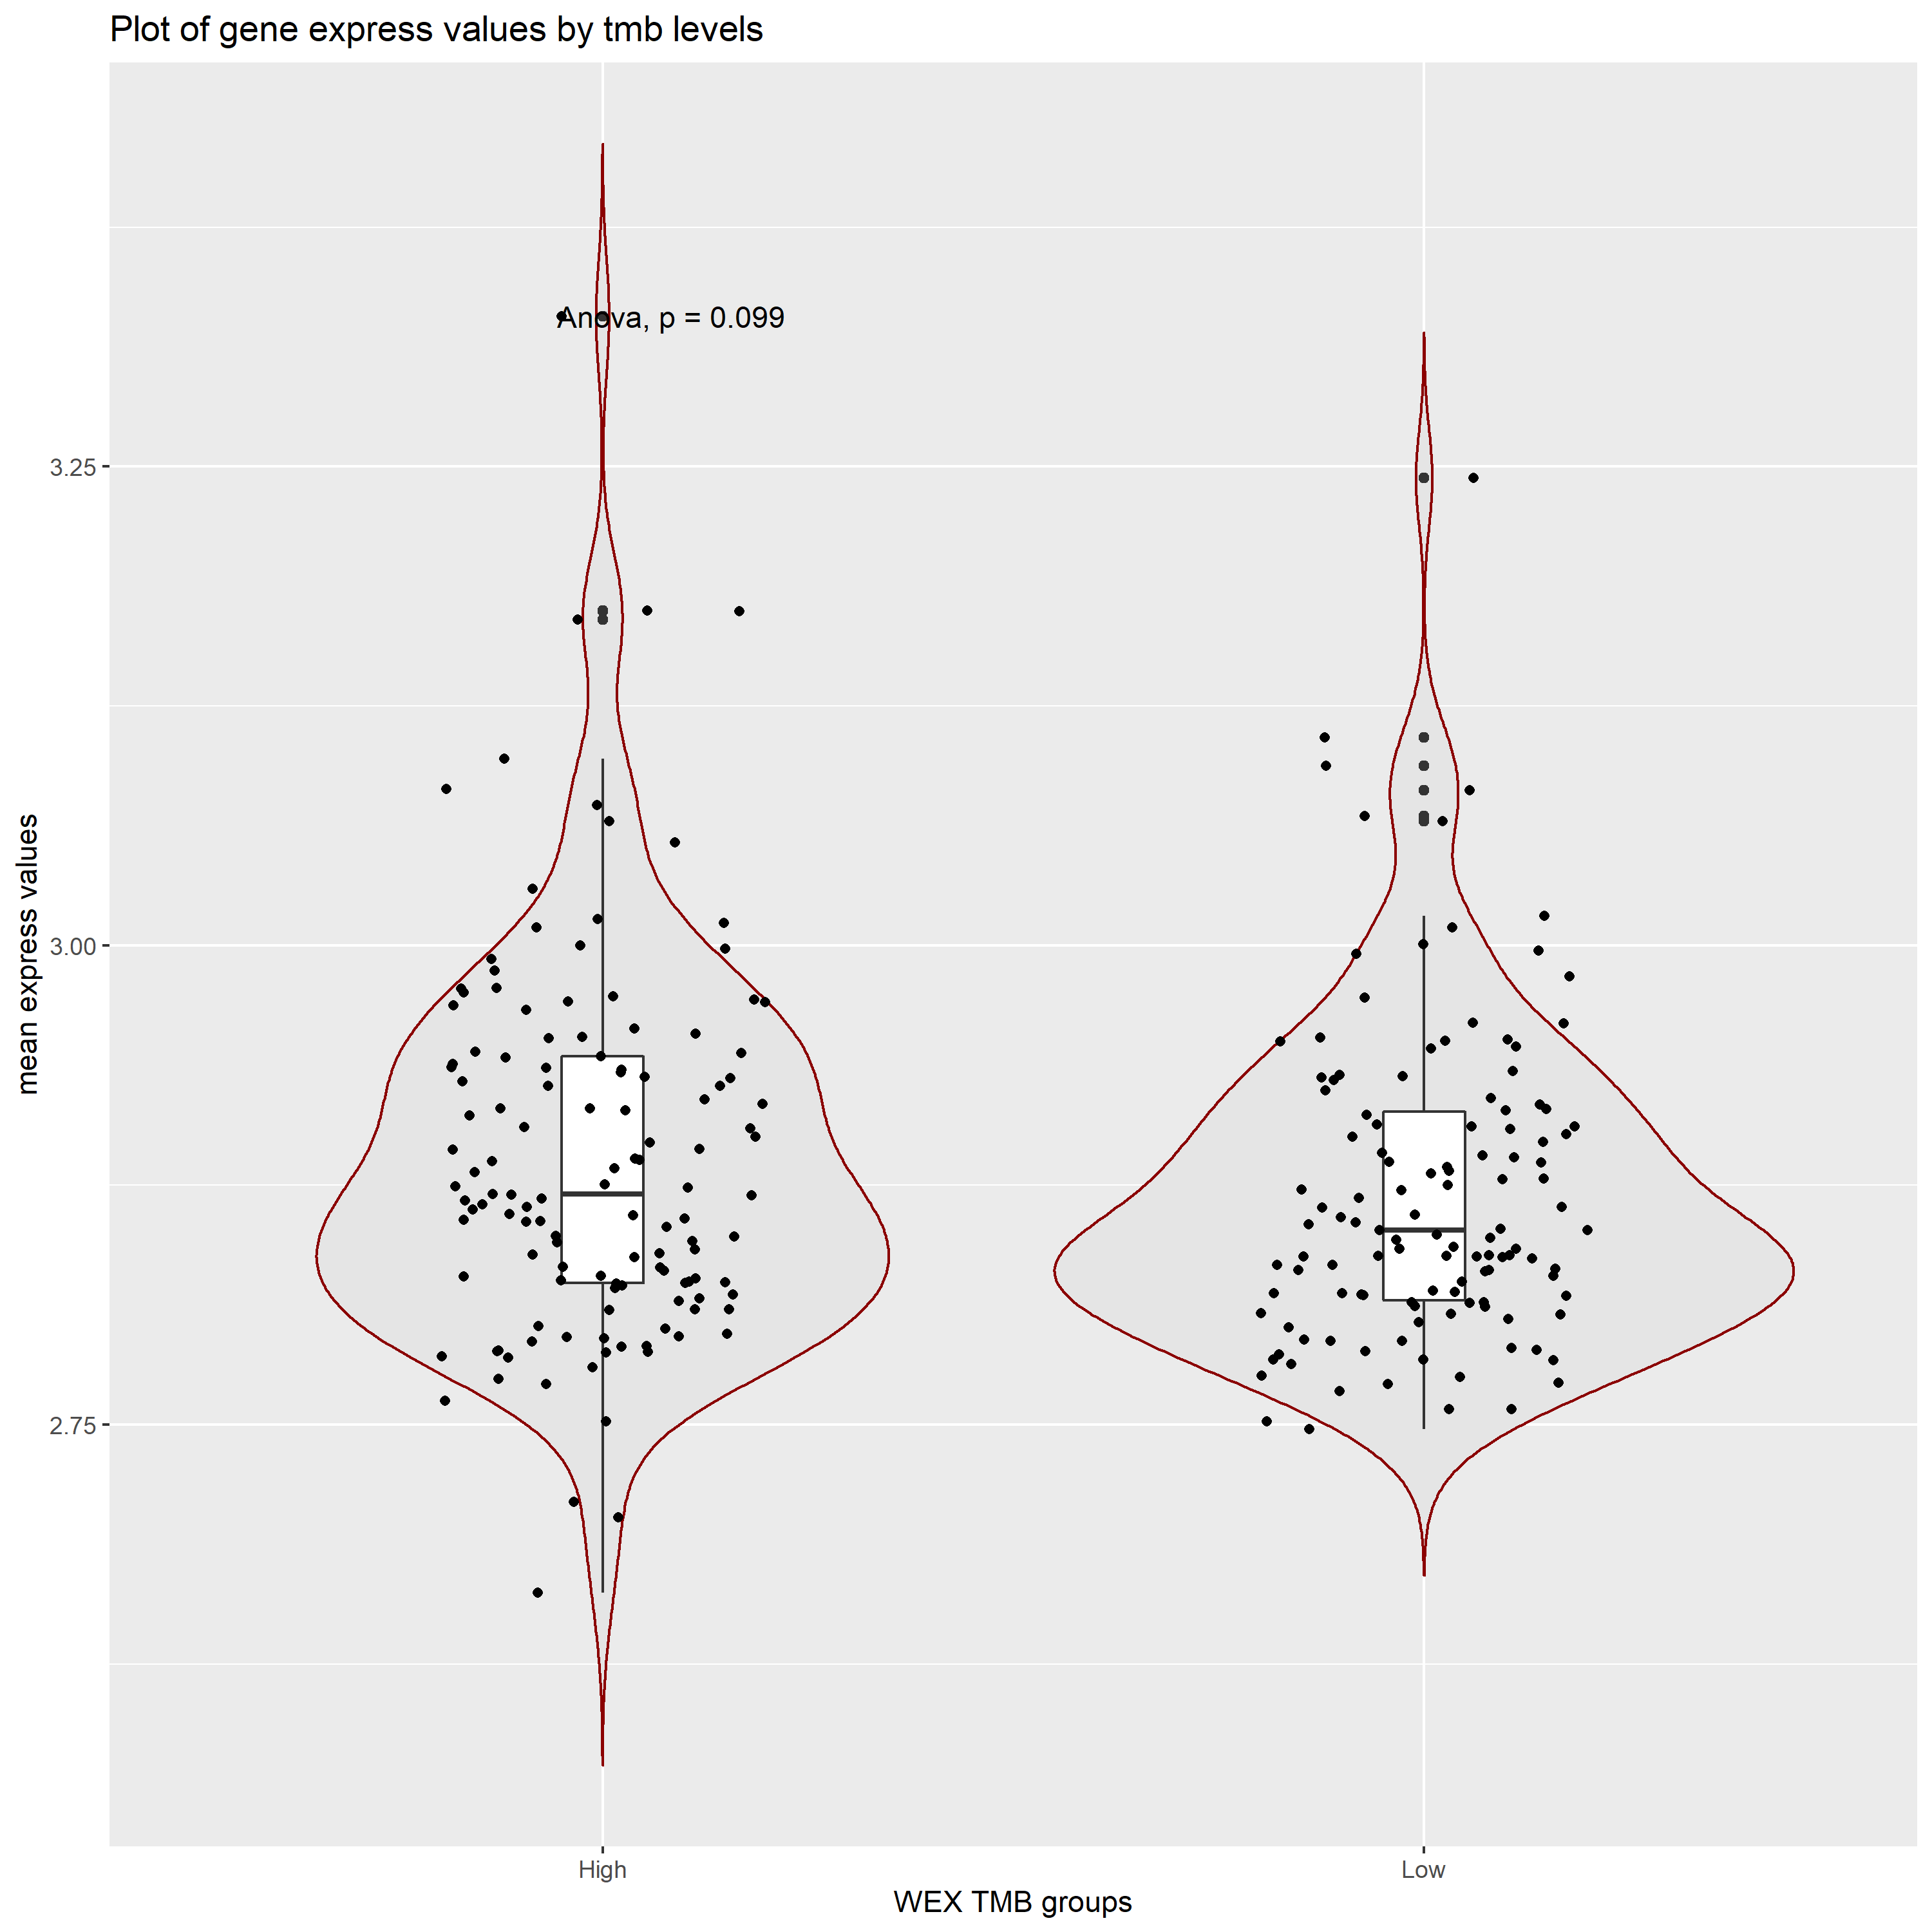 Plot of gene express values by tmb levels
Anova, p = 0.099
3.25
3.00
2.75
mean express values
High
Low
WEX TMB groups